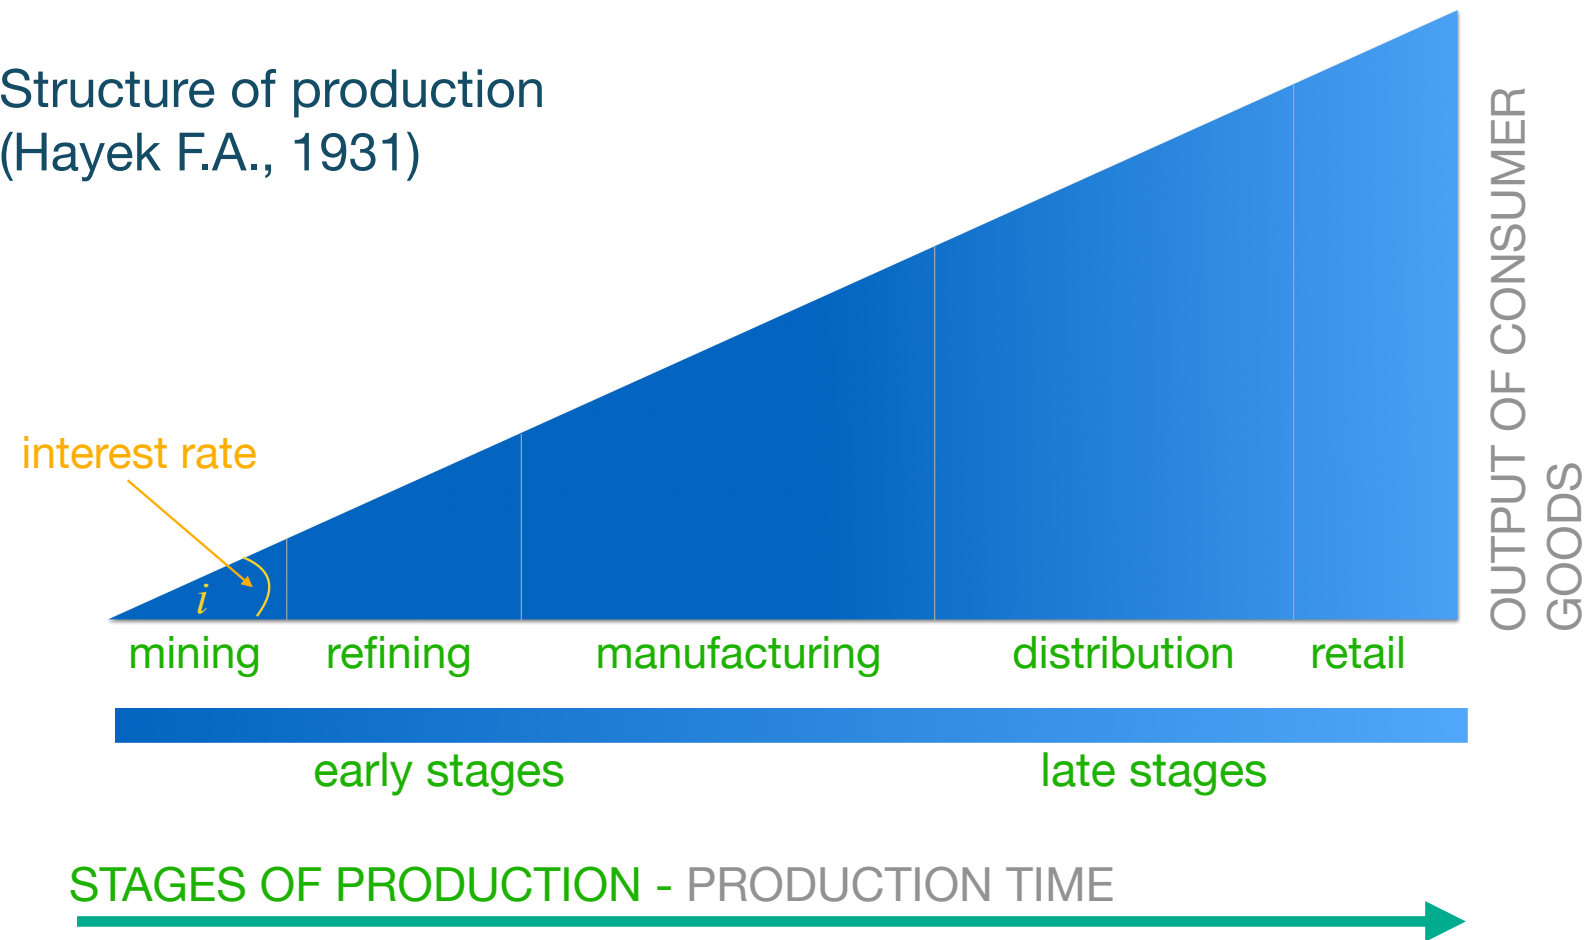 Structure of production
(Hayek F.A., 1931)
interest rate
i
mining refining manufacturing distribution retail
early stages late stages
STAGES OF PRODUCTION - PRODUCTION TIME
OUTPUT OF CONSUMER
GOODS